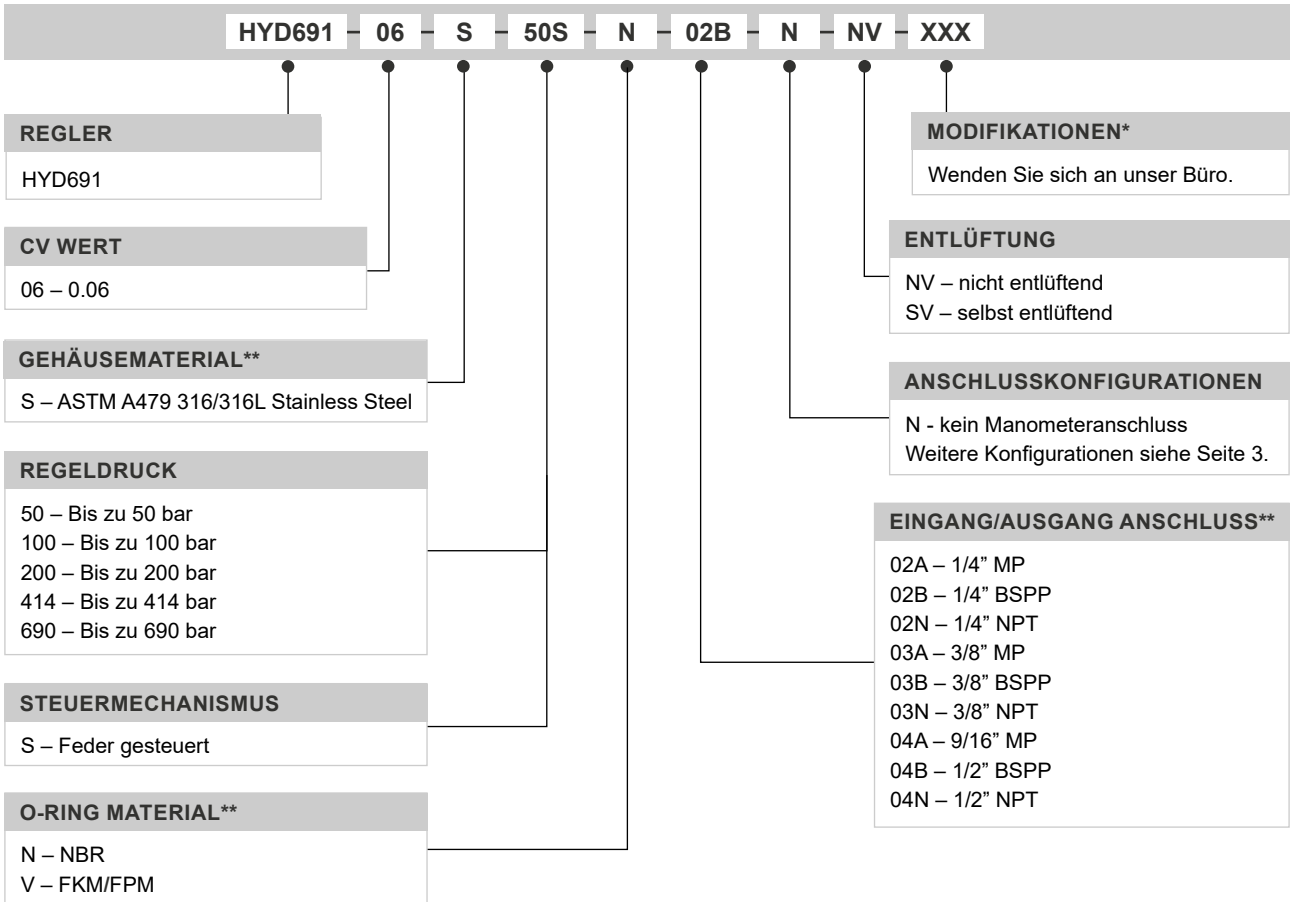 HYD691 – 06 – S – 50S – N – 02B – N – NV – XXX
REGLER
HYD691
CV WERT
06 – 0.06
GEHÄUSEMATERIAL**
S – ASTM A479 316/316L Stainless Steel
REGELDRUCK
50 – Bis zu 50 bar
100 – Bis zu 100 bar
200 – Bis zu 200 bar
414 – Bis zu 414 bar
690 – Bis zu 690 bar
STEUERMECHANISMUS
S – Feder gesteuert
O-RING MATERIAL**
N – NBR
V – FKM/FPM
MODIFIKATIONEN*
Wenden Sie sich an unser Büro.
ENTLÜFTUNG
NV – nicht entlüftend
SV – selbst entlüftend
ANSCHLUSSKONFIGURATIONEN
N - kein Manometeranschluss
Weitere Konfigurationen siehe Seite 3.
EINGANG/AUSGANG ANSCHLUSS**
02A – 1/4” MP
02B – 1/4” BSPP
02N – 1/4” NPT
03A – 3/8” MP
03B – 3/8” BSPP
03N – 3/8” NPT
04A – 9/16” MP
04B – 1/2” BSPP
04N – 1/2” NPT